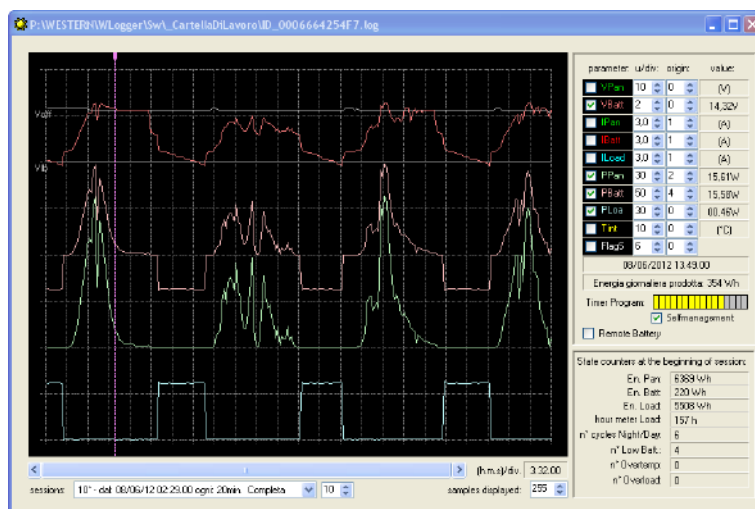 P:\WESTERN\WLogger\Sw\_CartellaDiLavoro\ID_0006664254F7.log
parameter: u/div: origin: value:
VPan 10 0 (V)
VBatt 2 0 14,32V
IPan 3,0 1 (A)
IBatt 3,0 1 (A)
ILoad 3,0 1 (A)
PPan 30 2 15,61W
PBatt 50 4 15,58W
PLoa 30 0 00,46W
Tint 10 0 (°C)
FlagS 6 0
08/06/2012 13.49.00
Energia giornaliera prodotta: 354 Wh
Timer Program:
Selfmanagement
Remote Battery
Voff
Vlb
State counters at the beginning of session:
En. Pan: 6369 Wh
En. Batt: 220 Wh
En. Load: 5508 Wh
hour meter Load: 157 h
n° cycles Night/Day: 6
n° Low Batt.: 4
n° Overtemp: 0
n° Overload: 0
(h.m.s)/div. 3.32.00
sessions: 10° - dal: 08/06/12 02:29.00 ogni: 20min. Completa 10
samples displayed: 255